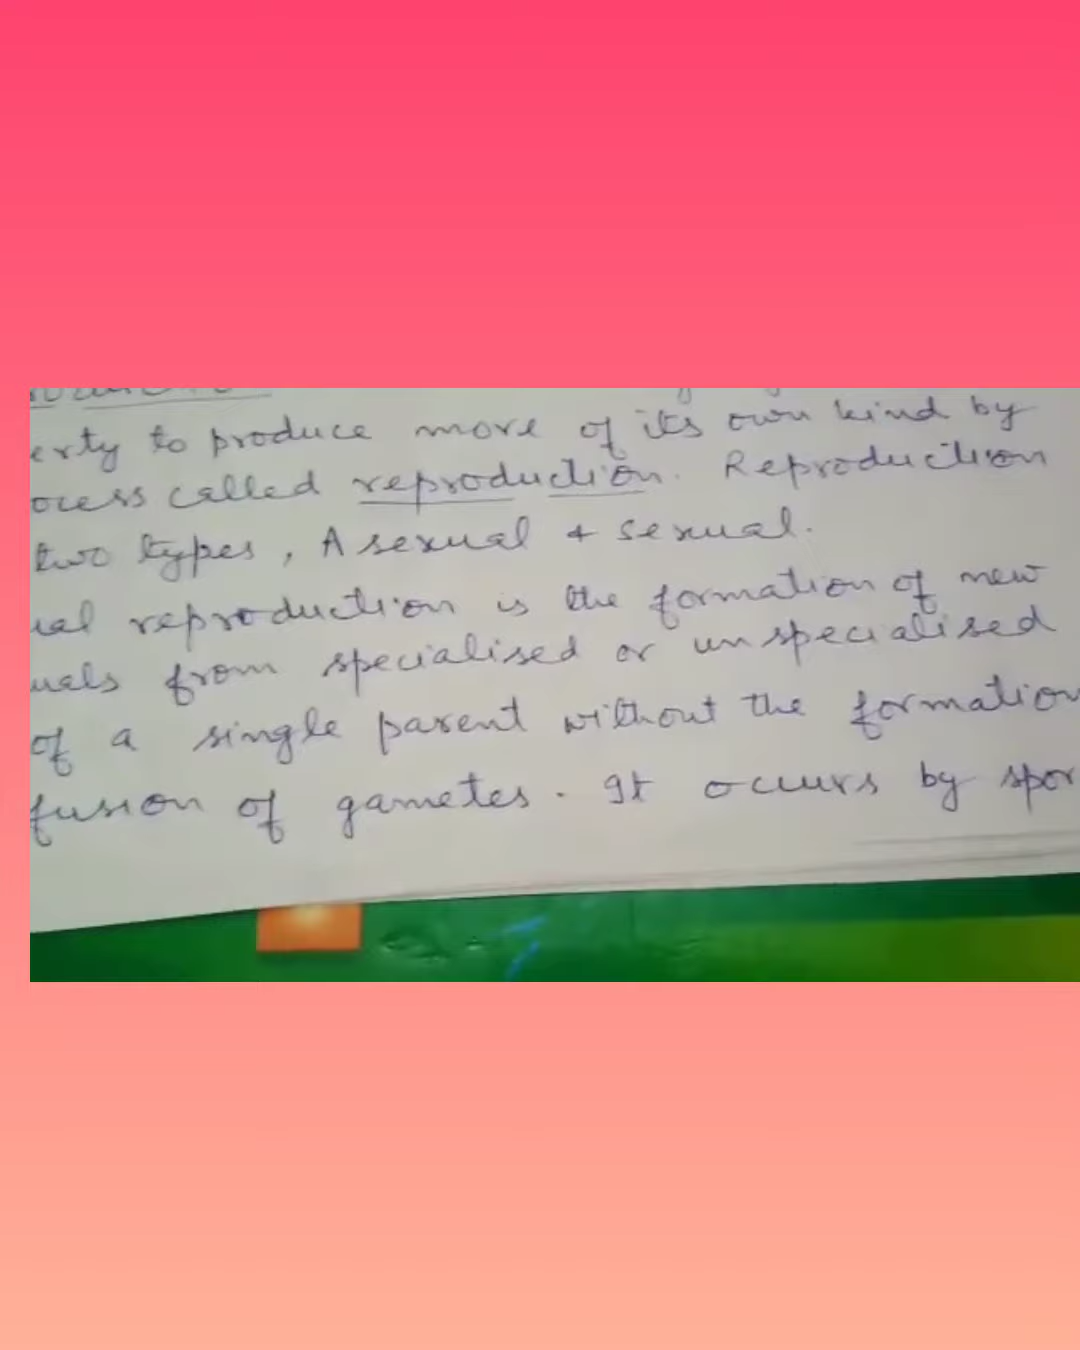 erty to produce more of its own kind by
ocess called reproduction. Reproduction
two types, Asexual & sexual.
ual reproduction is the formation of new
uals from specialised or unspecialised
of a single parent without the formation
fusion of gametes. It occurs by spor